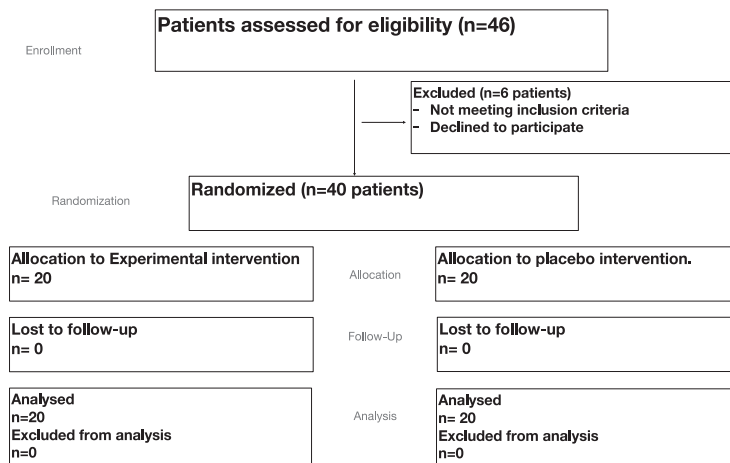 Patients assessed for eligibility (n=46)
Enrollment
Excluded (n=6 patients)
– Not meeting inclusion criteria
– Declined to participate
Randomized (n=40 patients)
Randomization
Allocation to Experimental intervention
n= 20
Allocation
Allocation to placebo intervention.
n= 20
Lost to follow-up
n= 0
Follow-Up
Lost to follow-up
n= 0
Analysed
n=20
Excluded from analysis
n=0
Analysis
Analysed
n= 20
Excluded from analysis
n=0